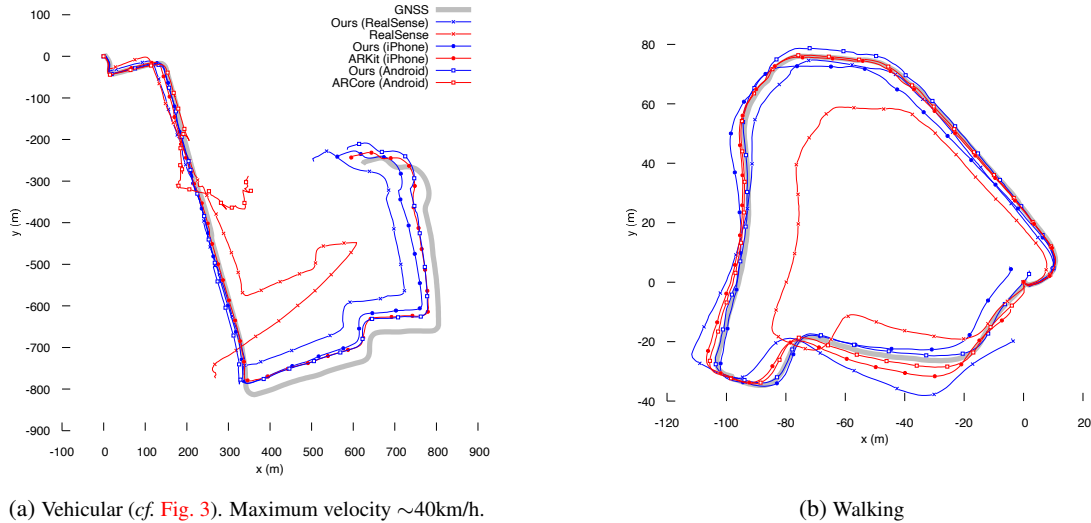 GNSS
Ours (RealSense)
RealSense
Ours (iPhone)
ARKit (iPhone)
Ours (Android)
ARCore (Android)
100
0
-100
-200
-300
-400
-500
-600
-700
-800
-900
y (m)
-100 0 100 200 300 400 500 600 700 800 900
x (m)
(a) Vehicular (cf. Fig. 3). Maximum velocity ∼40km/h.
80
60
40
20
0
-20
-40
y (m)
-120 -100 -80 -60 -40 -20 0 20
x (m)
(b) Walking